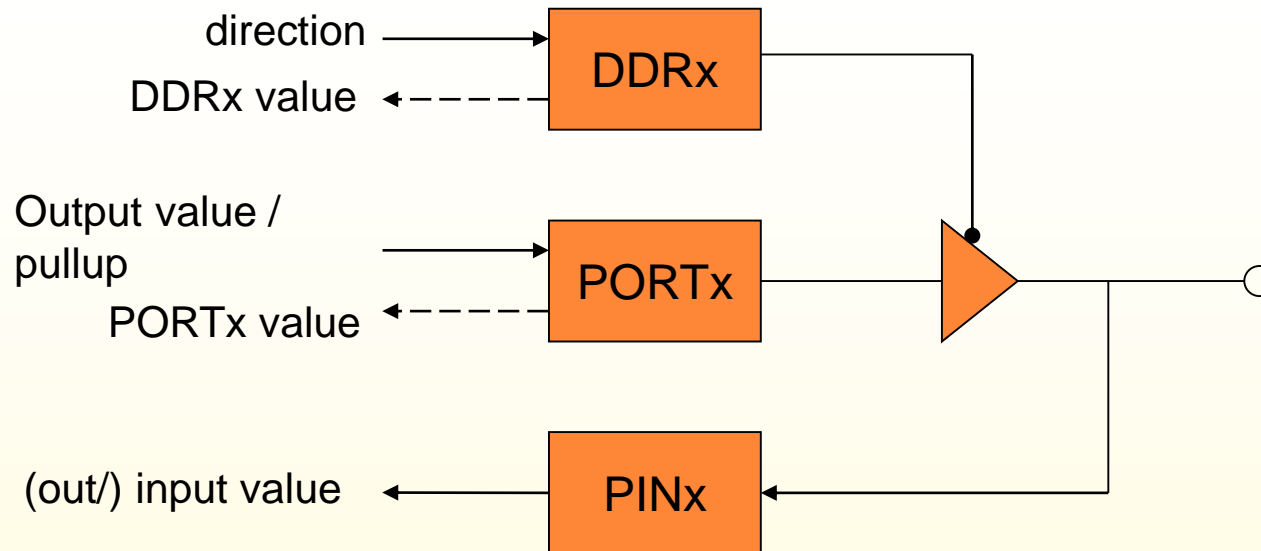 direction
DDRx
DDRx value
Output value /
pullup
PORTx
PORTx value
(out/) input value
PINx